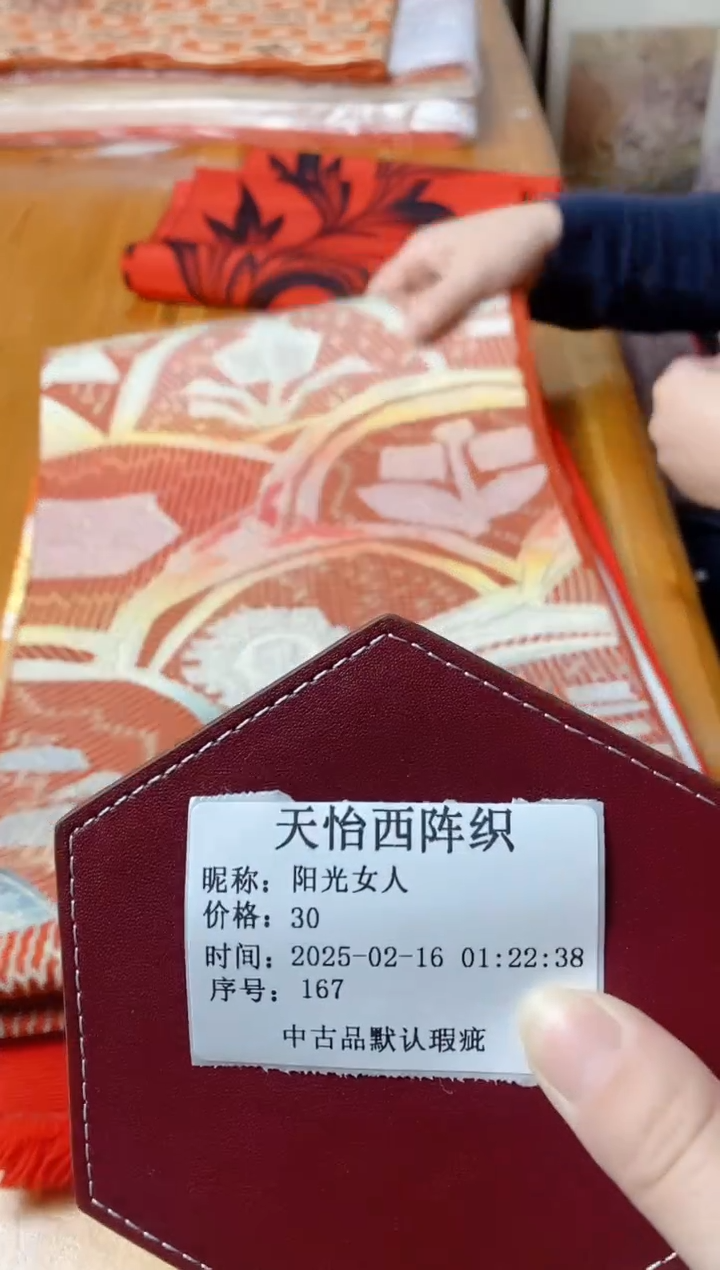 天怡西阵织
昵称：阳光女人
价格：30
时间：2025-02-16 01:22:38
序号：167
中古品默认瑕疵